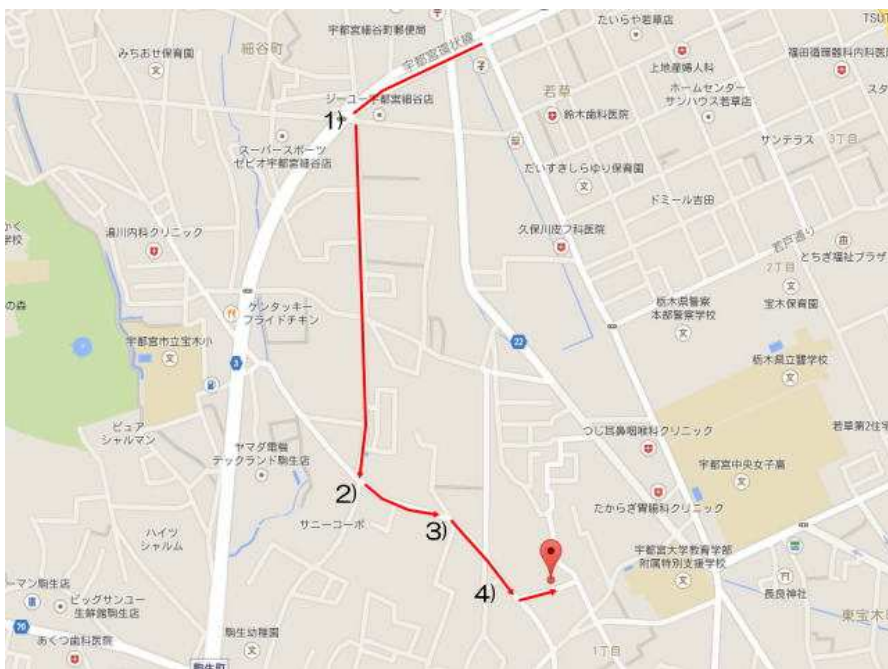 宇都宮細谷町郵便局
たいらや若草店
TSUT
細谷町
宇都宮環状線
みちおせ保育園
上地産婦人科
福田循環器科内科医
若草
ホームセンター
サンハウス若草店
スタ
ジーユー宇都宮細谷店
鈴木歯科医院
1)
スーパースポーツ
ゼビオ宇都宮細谷店
サンテラス
3丁目
だいすきしらゆり保育園
ドミール吉田
かく
学校
湯川内科クリニック
久保川皮フ科医院
若戸通り
とちぎ福祉プラザ
2丁目
の森
ケンタッキー
フライドチキン
栃木県警察
本部警察学校
宝木保育園
宇都宮市立宝木小
22
3
栃木県立聾学校
ピュア
シャルマン
つじ耳鼻咽喉科クリニック
若草第2住宅
ヤマダ電機
テックランド駒生店
宇都宮中央女子高
2)
サニーコーポ
たからぎ胃腸科クリニック
3)
ハイツ
シャルム
宇都宮大学教育学部
附属特別支援学校
4)
ーマン駒生店
ビッグサンユー
生鮮館駒生店
長良神社
東宝木
70
あくつ歯科医院
駒生幼稚園
1丁目
駒生町